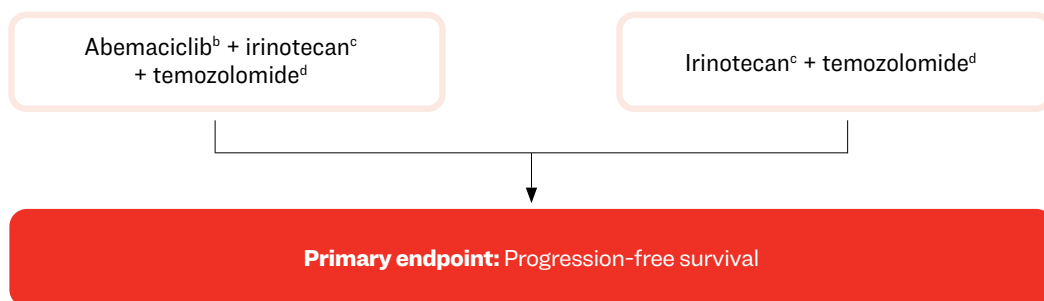 Abemaciclibᵇ + irinotecanᶜ
+ temozolomideᵈ
Irinotecanᶜ + temozolomideᵈ
Primary endpoint: Progression-free survival